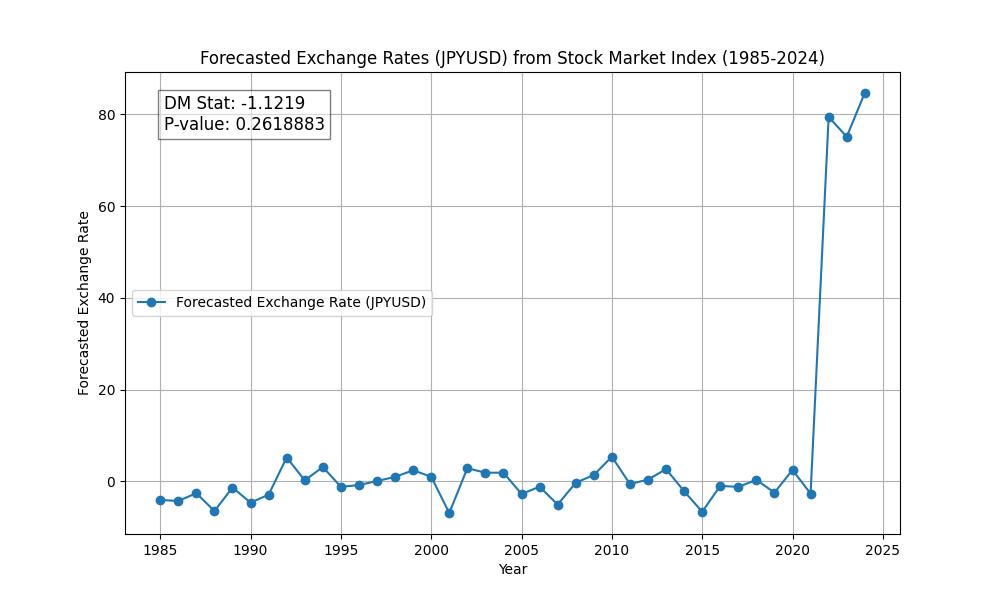 Forecasted Exchange Rates (JPYUSD) from Stock Market Index (1985-2024)
DM Stat: -1.1219
P-value: 0.2618883
80
60
40
20
0
Forecasted Exchange Rate
Forecasted Exchange Rate (JPYUSD)
1985 1990 1995 2000 2005 2010 2015 2020 2025
Year